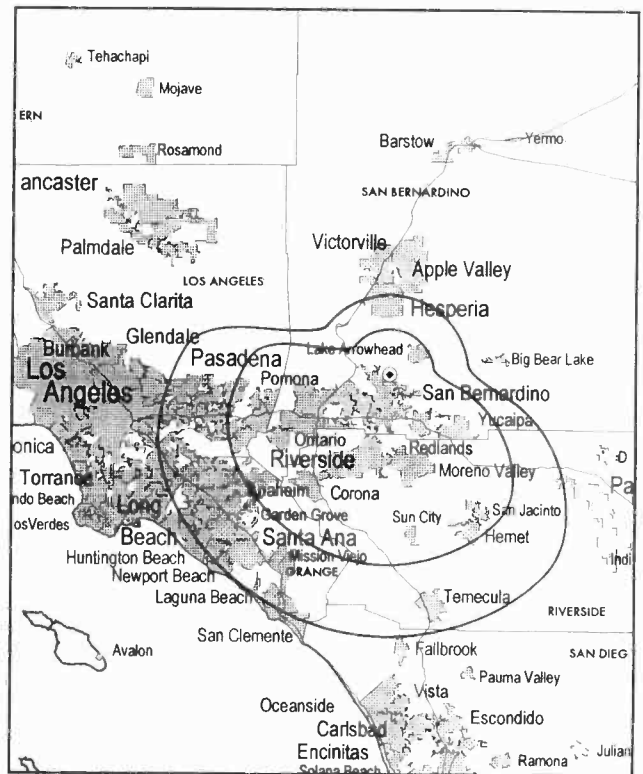 Tehachapi
Mojave
ERN
Rosamond
Barstow
Yermo
SAN BERNARDINO
ancaster
Palmdale
Victorville
Apple Valley
LOS ANGELES
Santa Clarita
Hesperia
Glendale
Burbank
Pasadena
Lake Arrowhead
Big Bear Lake
Los
Angeles
Pomona
San Bernardino
Yucaipa
onica
Ontario
Redlands
Riverside
Moreno Valley
D
Torrance
Pa
ndo Beach
Anaheim
Corona
osVerdes
Long
Beach
Garden Grove
Sun City
San Jacinto
Santa Ana
Hemet
Huntington Beach
Mission Viejo
Indi
Newport Beach
ORANGE
Laguna Beach
Temecula
RIVERSIDE
San Clemente
Avalon
Fallbrook
SAN DIEG
Pauma Valley
Vista
Oceanside
Escondido
Carlsbad
Encinitas
Julian
Ramona
Solana Beach